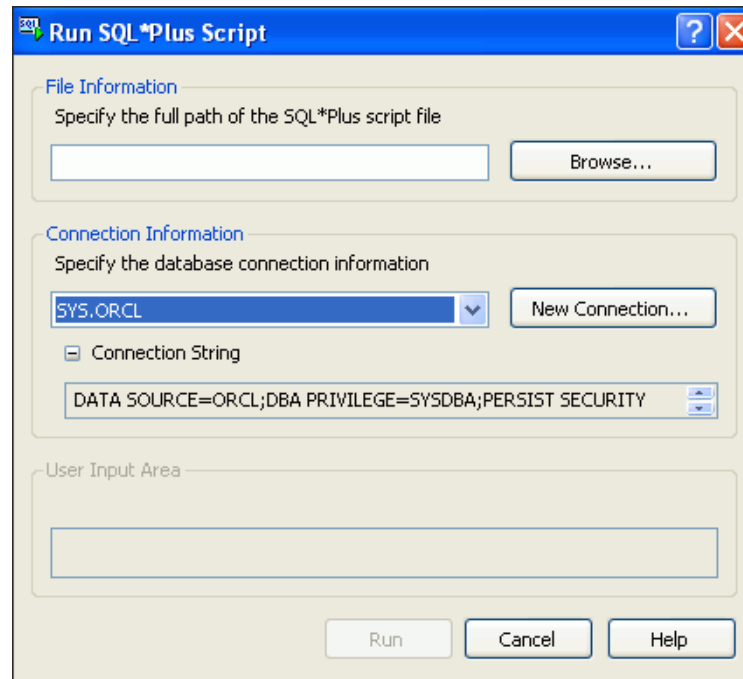 Run SQL*Plus Script
File Information
Specify the full path of the SQL*Plus script file
Browse...
Connection Information
Specify the database connection information
SYS.ORCL
New Connection...
Connection String
DATA SOURCE=ORCL;DBA PRIVILEGE=SYSDBA;PERSIST SECURITY
User Input Area
Run
Cancel
Help